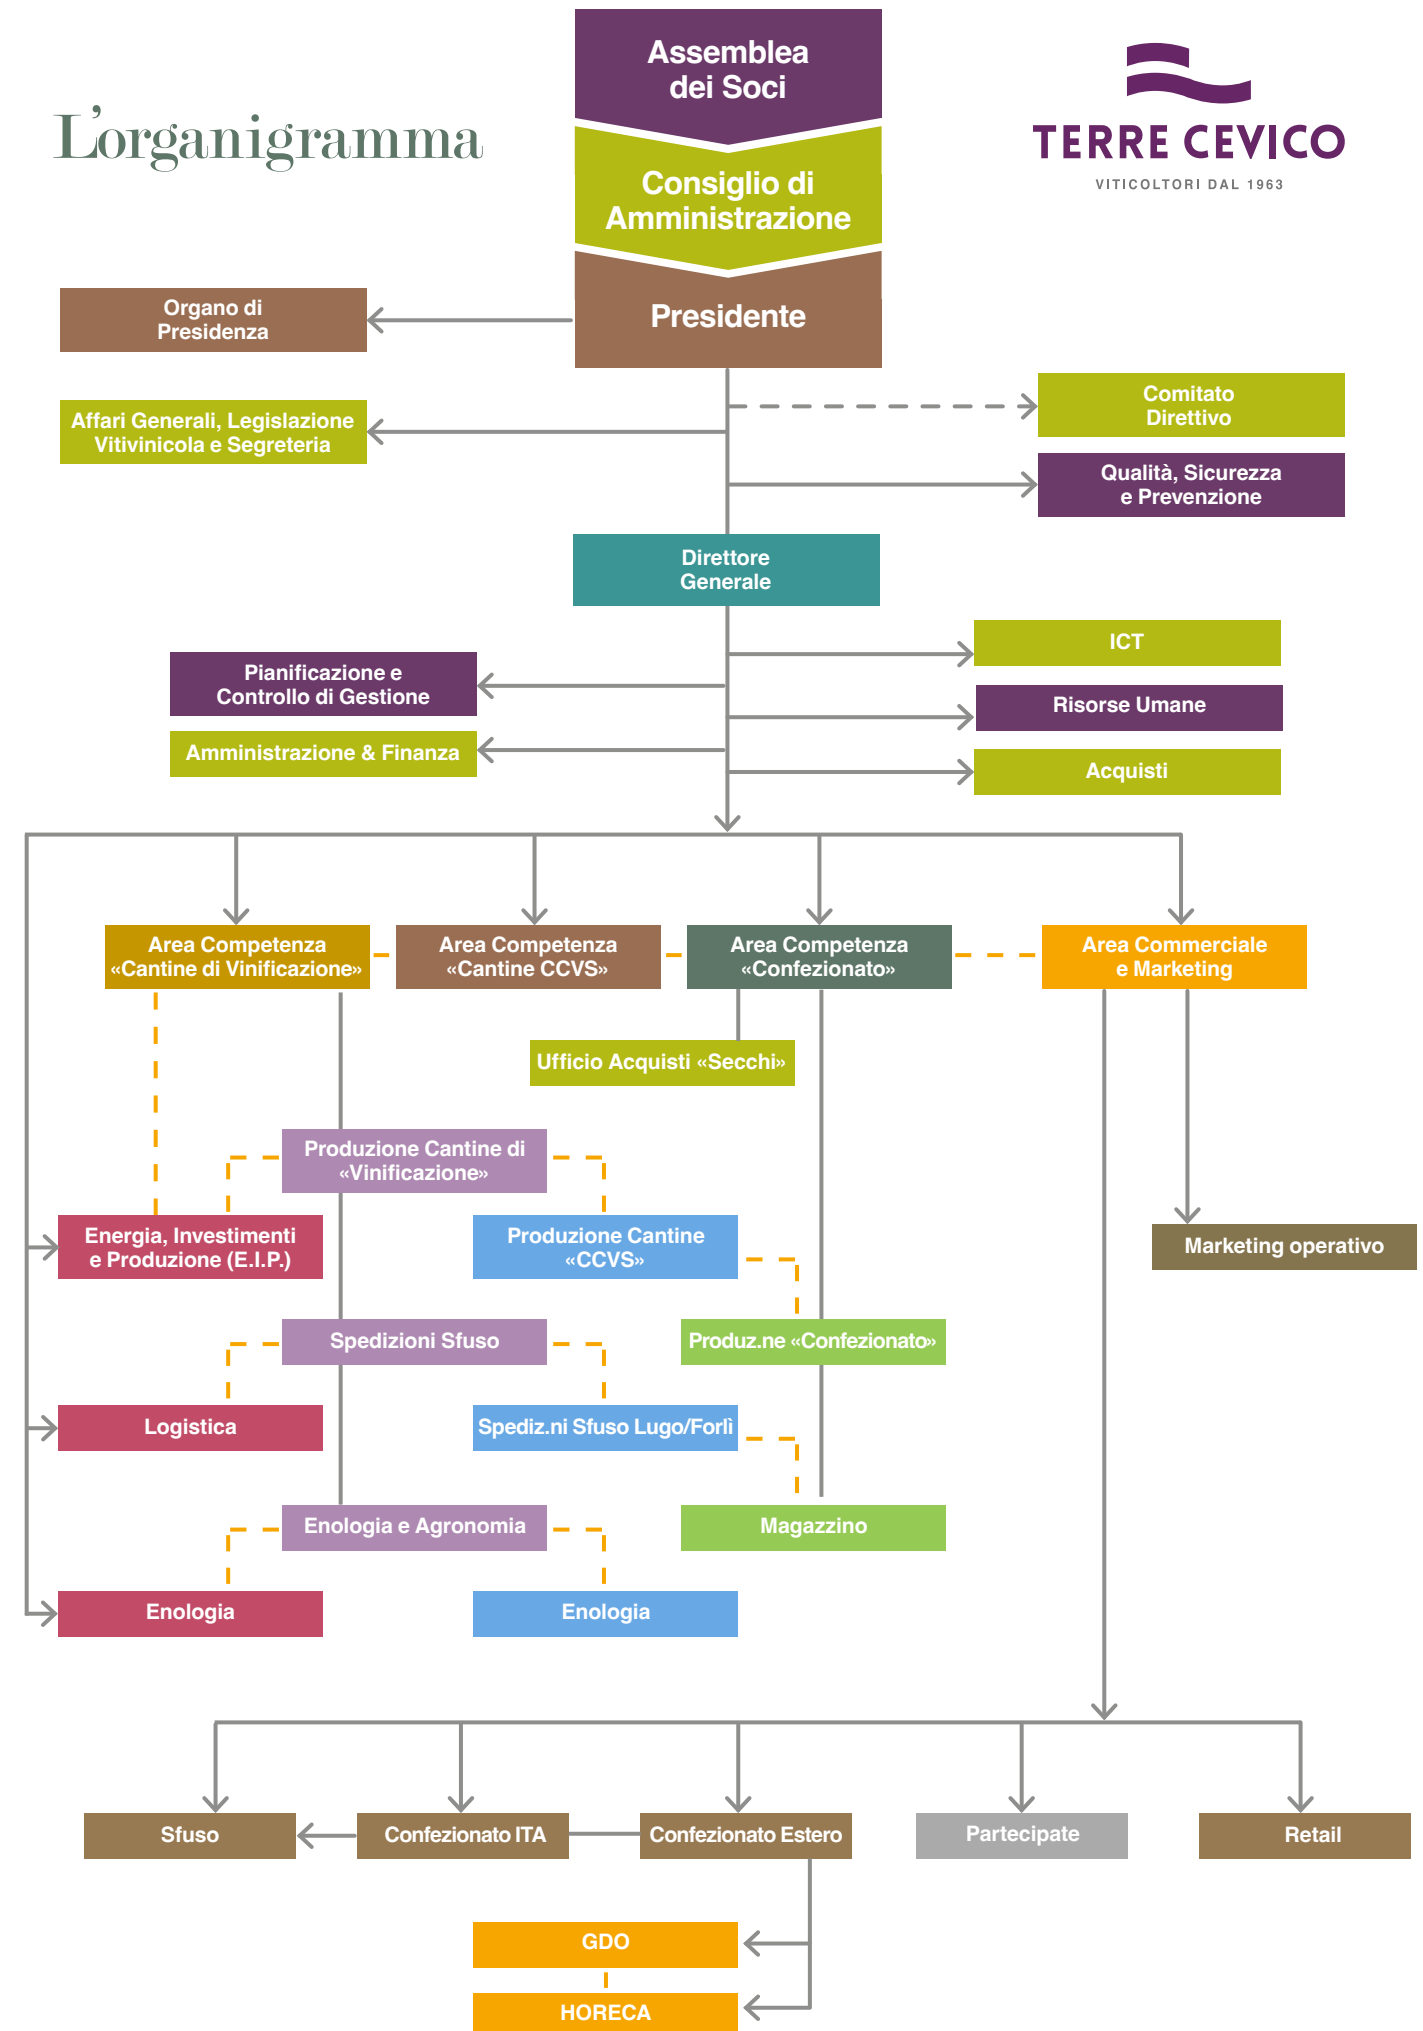 L'organigramma
Assemblea
dei Soci
TERRE CEVICO
VITICOLTORI DAL 1963
Consiglio di
Amministrazione
Presidente
Organo di
Presidenza
Comitato
Direttivo
Affari Generali, Legislazione
Vitivinicola e Segreteria
Qualità, Sicurezza
e Prevenzione
Direttore
Generale
ICT
Pianificazione e
Controllo di Gestione
Risorse Umane
Amministrazione & Finanza
Acquisti
Area Competenza
«Cantine di Vinificazione»
Area Competenza
«Cantine CCVS»
Area Competenza
«Confezionato»
Area Commerciale
e Marketing
Ufficio Acquisti «Secchi»
Produzione Cantine di
«Vinificazione»
Energia, Investimenti
e Produzione (E.I.P.)
Produzione Cantine
«CCVS»
Marketing operativo
Spedizioni Sfuso
Produz.ne «Confezionato»
Logistica
Spediz.ni Sfuso Lugo/Forlì
Enologia e Agronomia
Magazzino
Enologia
Enologia
Sfuso
Confezionato ITA
Confezionato Estero
Partecipate
Retail
GDO
HORECA